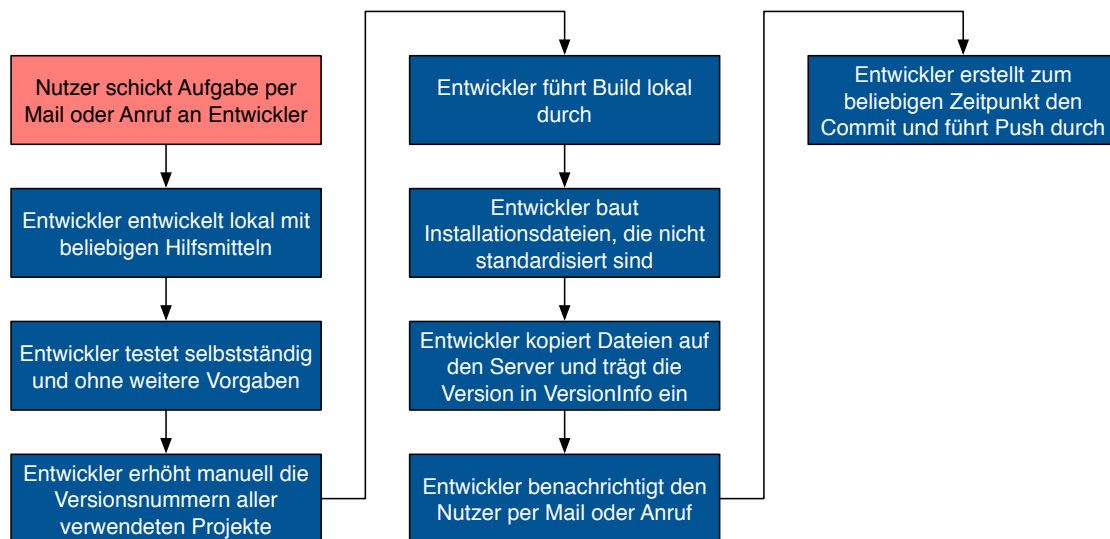 Nutzer schickt Aufgabe per
Mail oder Anruf an Entwickler
Entwickler entwickelt lokal mit
beliebigen Hilfsmitteln
Entwickler testet selbstständig
und ohne weitere Vorgaben
Entwickler erhöht manuell die
Versionsnummern aller
verwendeten Projekte
Entwickler führt Build lokal
durch
Entwickler baut
Installationsdateien, die nicht
standardisiert sind
Entwickler kopiert Dateien auf
den Server und trägt die
Version in VersionInfo ein
Entwickler benachrichtigt den
Nutzer per Mail oder Anruf
Entwickler erstellt zum
beliebigen Zeitpunkt den
Commit und führt Push durch